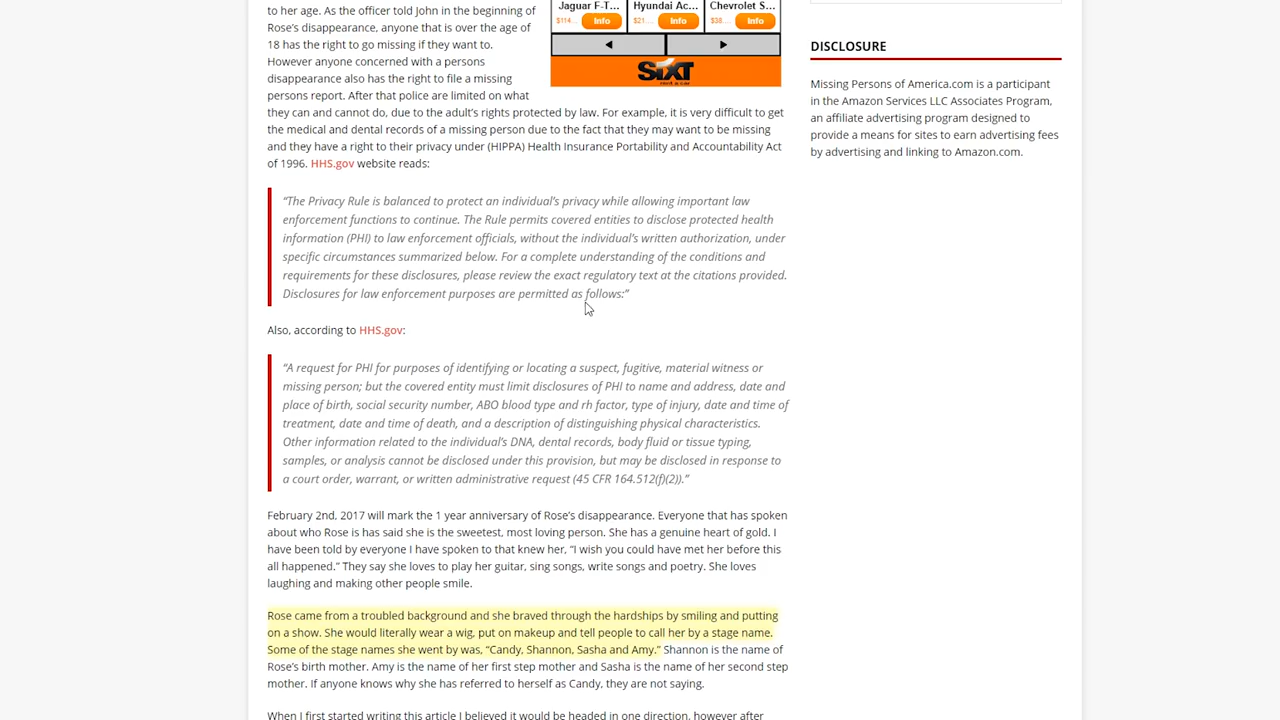 to her age. As the officer told John in the beginning of
Rose's disappearance, anyone that is over the age of
18 has the right to go missing if they want to.
However anyone concerned with a persons
disappearance also has the right to file a missing
persons report. After that police are limited on what
they can and cannot do, due to the adult's rights protected by law. For example, it is very difficult to get
the medical and dental records of a missing person due to the fact that they may want to be missing
and they have a right to their privacy under (HIPPA) Health Insurance Portability and Accountability Act
of 1996. HHS.gov website reads:
Jaguar F-T... Hyundai Ac... Chevrolet S...
$114... Info $21... Info $38... Info
SIXT
rent a car
"The Privacy Rule is balanced to protect an individual's privacy while allowing important law
enforcement functions to continue. The Rule permits covered entities to disclose protected health
information (PHI) to law enforcement officials, without the individual's written authorization, under
specific circumstances summarized below. For a complete understanding of the conditions and
requirements for these disclosures, please review the exact regulatory text at the citations provided.
Disclosures for law enforcement purposes are permitted as follows:"
Also, according to HHS.gov:
"A request for PHI for purposes of identifying or locating a suspect, fugitive, material witness or
missing person; but the covered entity must limit disclosures of PHI to name and address, date and
place of birth, social security number, ABO blood type and rh factor, type of injury, date and time of
treatment, date and time of death, and a description of distinguishing physical characteristics.
Other information related to the individual's DNA, dental records, body fluid or tissue typing,
samples, or analysis cannot be disclosed under this provision, but may be disclosed in response to
a court order, warrant, or written administrative request (45 CFR 164.512(f)(2))."
February 2nd, 2017 will mark the 1 year anniversary of Rose's disappearance. Everyone that has spoken
about who Rose is has said she is the sweetest, most loving person. She has a genuine heart of gold. I
have been told by everyone I have spoken to that knew her, "I wish you could have met her before this
all happened." They say she loves to play her guitar, sing songs, write songs and poetry. She loves
laughing and making other people smile.
Rose came from a troubled background and she braved through the hardships by smiling and putting
on a show. She would literally wear a wig, put on makeup and tell people to call her by a stage name.
Some of the stage names she went by was, "Candy, Shannon, Sasha and Amy." Shannon is the name of
Rose's birth mother. Amy is the name of her first step mother and Sasha is the name of her second step
mother. If anyone knows why she has referred to herself as Candy, they are not saying.
When I first started writing this article I believed it would be headed in one direction, however after
DISCLOSURE
Missing Persons of America.com is a participant
in the Amazon Services LLC Associates Program,
an affiliate advertising program designed to
provide a means for sites to earn advertising fees
by advertising and linking to Amazon.com.